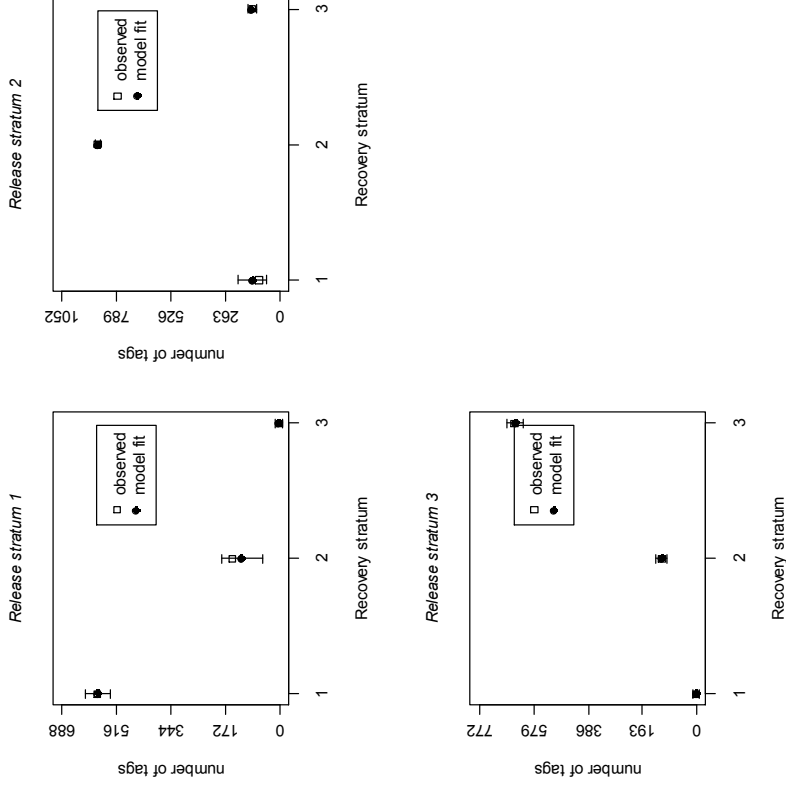 Release stratum 1
688
516
344
172
0
number of tags
observed
model fit
1
2
3
Recovery stratum
Release stratum 2
1052
789
526
263
0
number of tags
observed
model fit
1
2
3
Recovery stratum
Release stratum 3
772
579
386
193
0
number of tags
observed
model fit
1
2
3
Recovery stratum